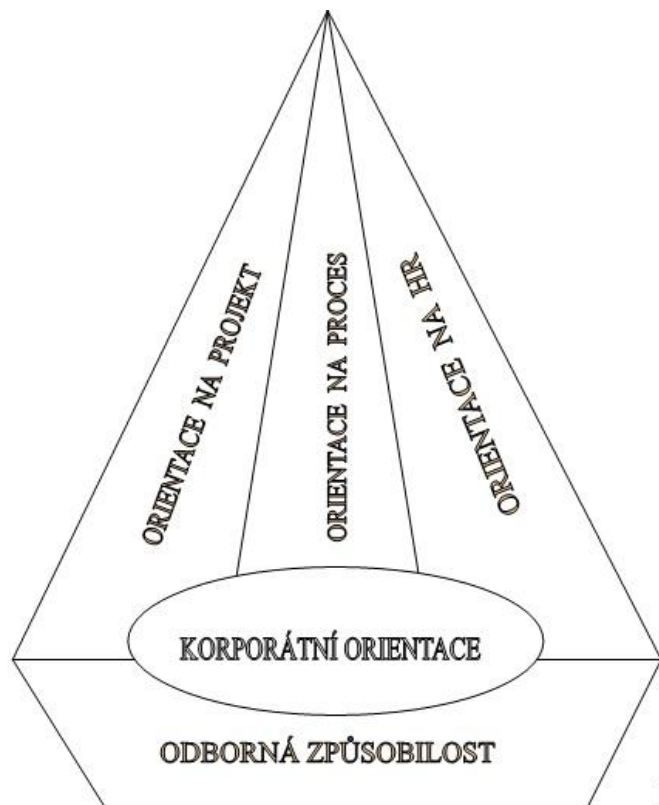 ORIENTACE NA PROJEKT
ORIENTACE NA PROCES
ORIENTACE NA HR
KORPORÁTNÍ ORIENTACE
ODBORNÁ ZPŮSOBILOST